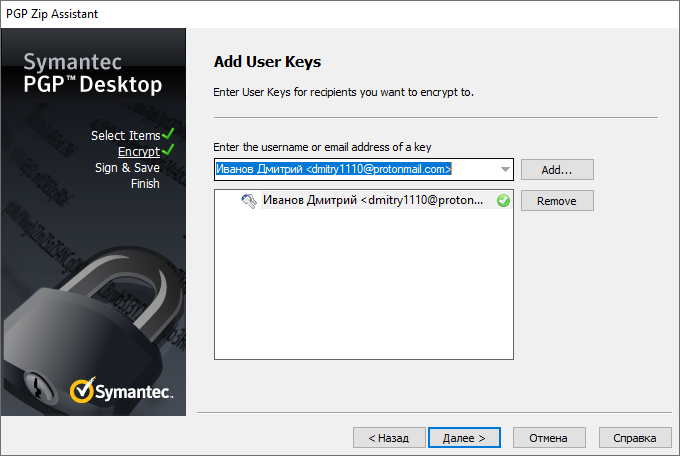 PGP Zip Assistant
Symantec
PGP™ Desktop
Select Items
Encrypt
Sign & Save
Finish
Symantec™
Add User Keys
Enter User Keys for recipients you want to encrypt to.
Enter the username or email address of a key
Иванов Дмитрий <dmitry1110@protonmail.com>
Add...
Иванов Дмитрий <dmitry1110@proton...
Remove
< Назад
Далее >
Отмена
Справка